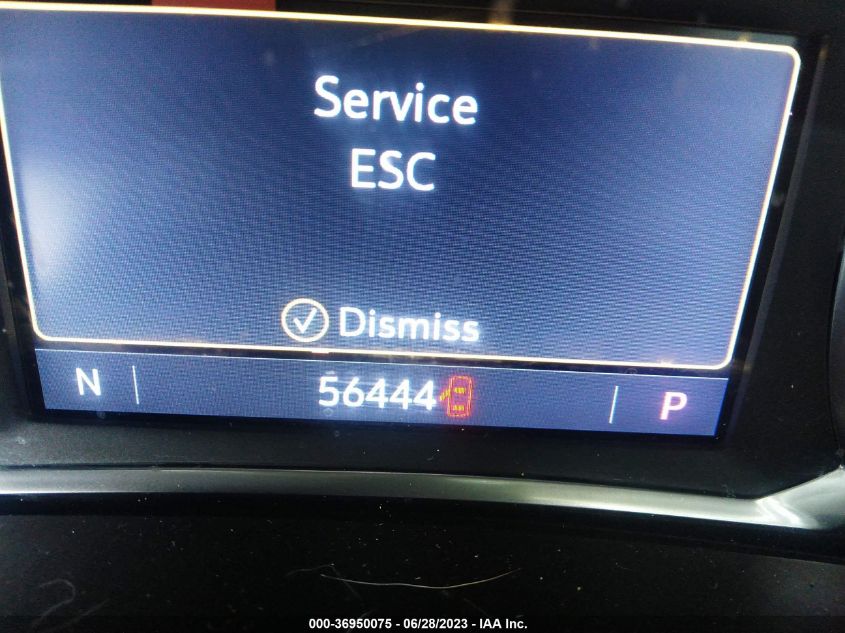 Service
ESC
Dismiss
N 56444 P
000-36950075 - 06/28/2023 - IAA Inc.